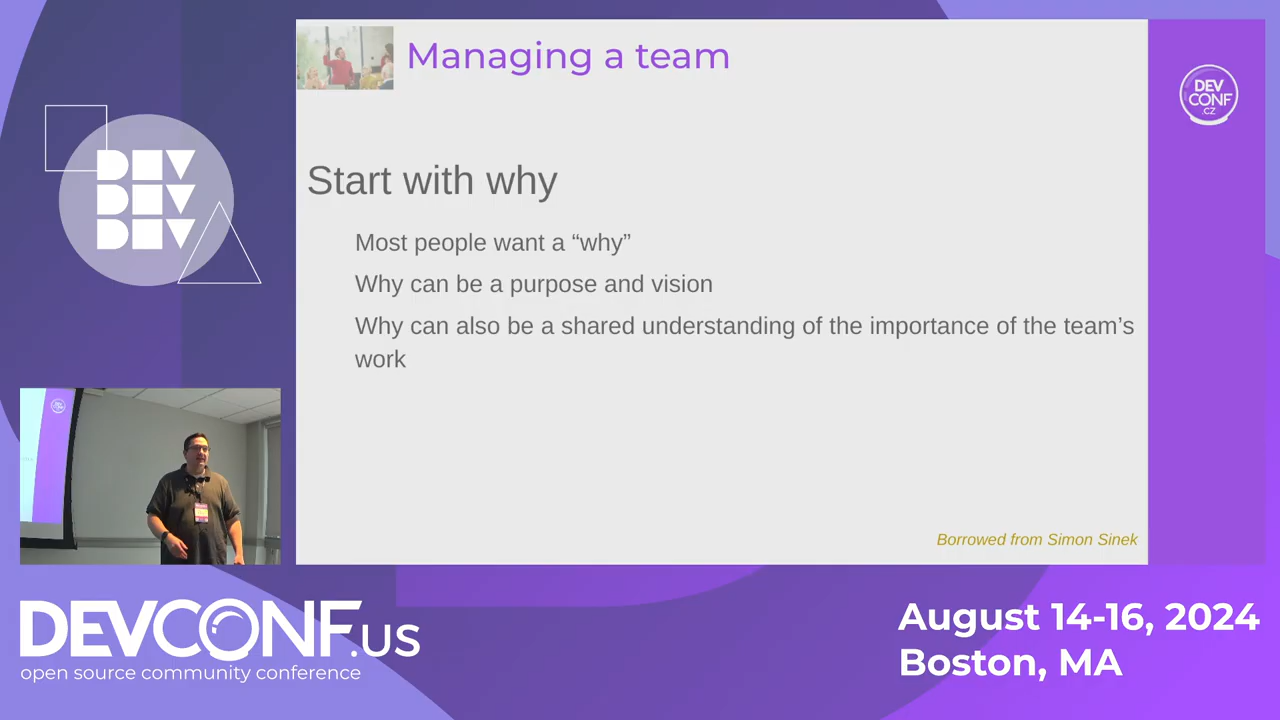 Managing a team
DEV
CONF
.CZ
DEV
DEV
DEV
Start with why
Most people want a “why”
Why can be a purpose and vision
Why can also be a shared understanding of the importance of the team’s
work
Borrowed from Simon Sinek
DEVCONF.US
open source community conference
August 14-16, 2024
Boston, MA